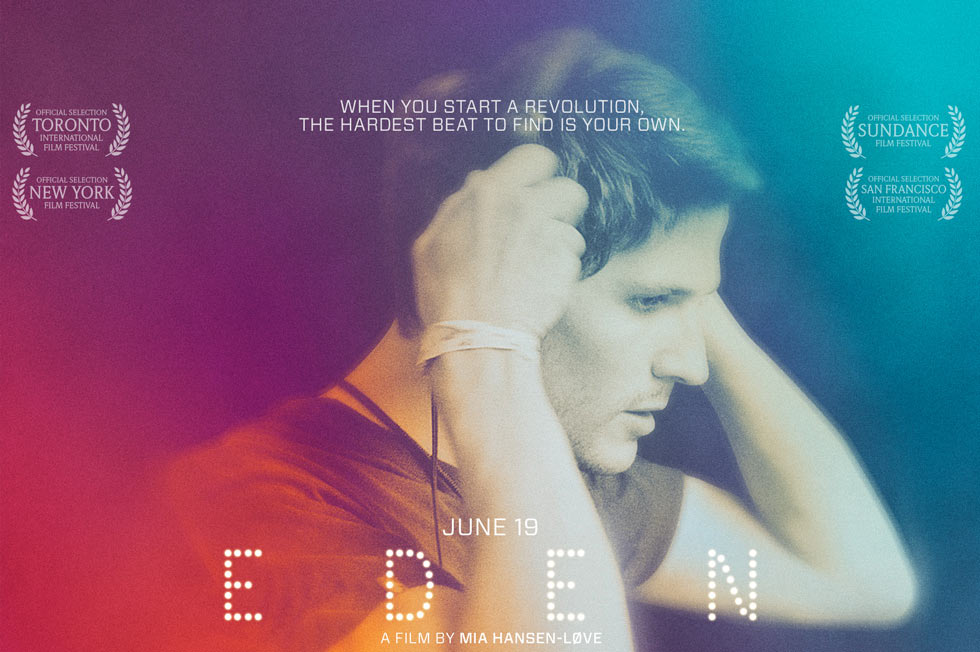 OFFICIAL SELECTION
TORONTO
INTERNATIONAL
FILM FESTIVAL
OFFICIAL SELECTION
NEW YORK
FILM FESTIVAL
WHEN YOU START A REVOLUTION,
THE HARDEST BEAT TO FIND IS YOUR OWN.
OFFICIAL SELECTION
SUNDANCE
FILM FESTIVAL
OFFICIAL SELECTION
SAN FRANCISCO
INTERNATIONAL
FILM FESTIVAL
JUNE 19
EDEN
A FILM BY MIA HANSEN-LØVE